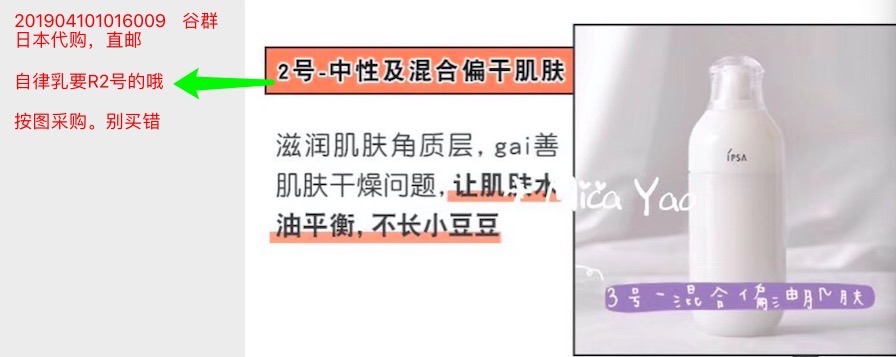 201904101016009 谷群
日本代购，直邮
自律乳要R2号的哦
按图采购。别买错
2号-中性及混合偏干肌肤
滋润肌肤角质层，gai善
肌肤干燥问题，让肌肤水
油平衡，不长小豆豆
ica Yao
IPSA
3号-混合偏油肌肤